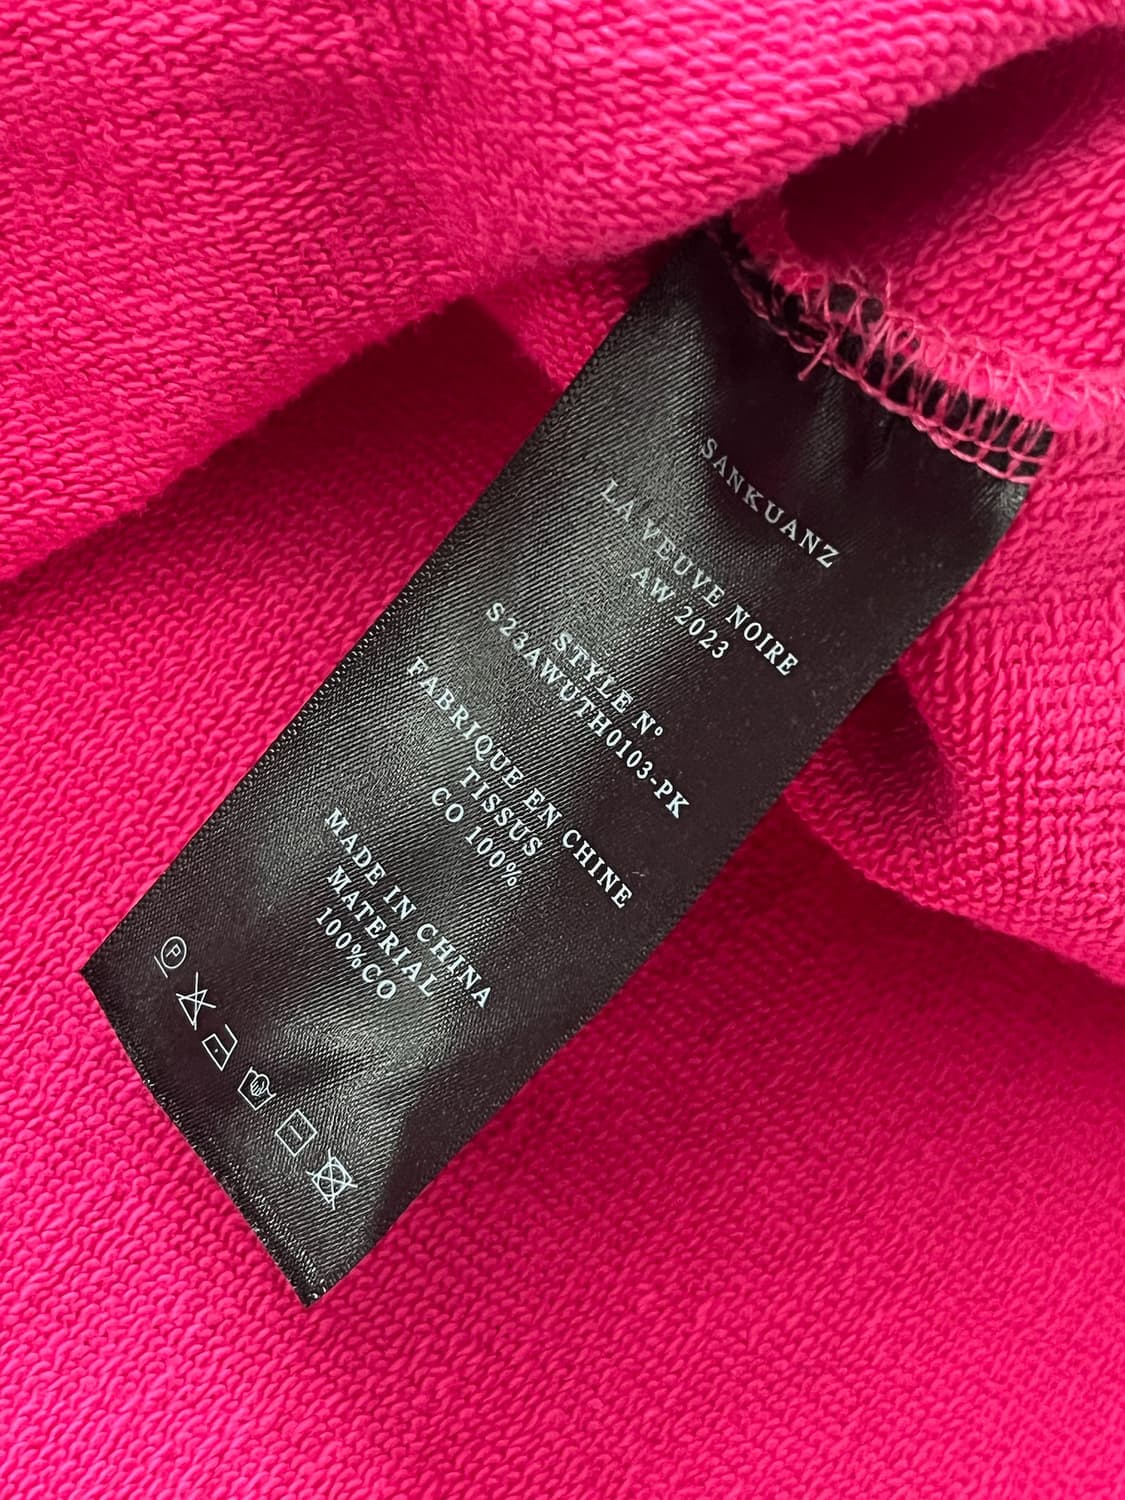 SANKUANZ
LA VEUVE NOIRE
AW 2023
STYLE N°
S23AWUTH0103-PK
FABRIQUE EN CHINE
TISSUS
CO 100%
MADE IN CHINA
MATERIAL
100%CO
P